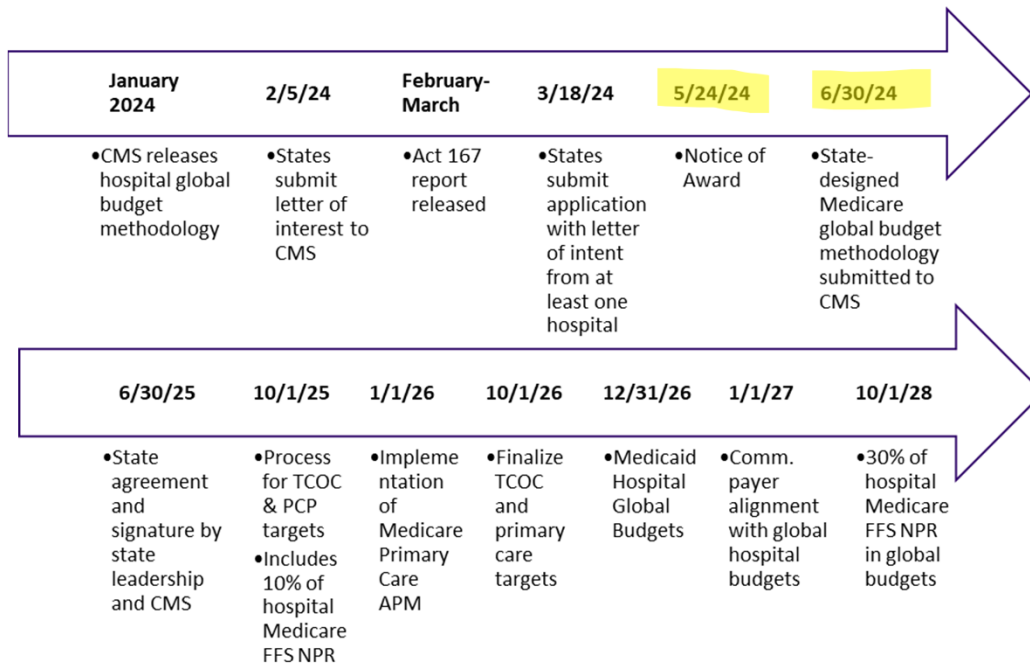 January
2024
2/5/24
February-
March
3/18/24
5/24/24
6/30/24
•CMS releases
hospital global
budget
methodology
•States
submit
letter of
interest to
CMS
•Act 167
report
released
•States
submit
application
with letter
of intent
from at
least one
hospital
•Notice of
Award
•State-
designed
Medicare
global budget
methodology
submitted to
CMS
6/30/25
10/1/25
1/1/26
10/1/26
12/31/26
1/1/27
10/1/28
•State
agreement
and
signature by
state
leadership
and CMS
•Process
for TCOC
& PCP
targets
•Includes
10% of
hospital
Medicare
FFS NPR
•Impleme
ntation
of
Medicare
Primary
Care
APM
•Finalize
TCOC
and
primary
care
targets
•Medicaid
Hospital
Global
Budgets
•Comm.
payer
alignment
with global
hospital
budgets
•30% of
hospital
Medicare
FFS NPR
in global
budgets